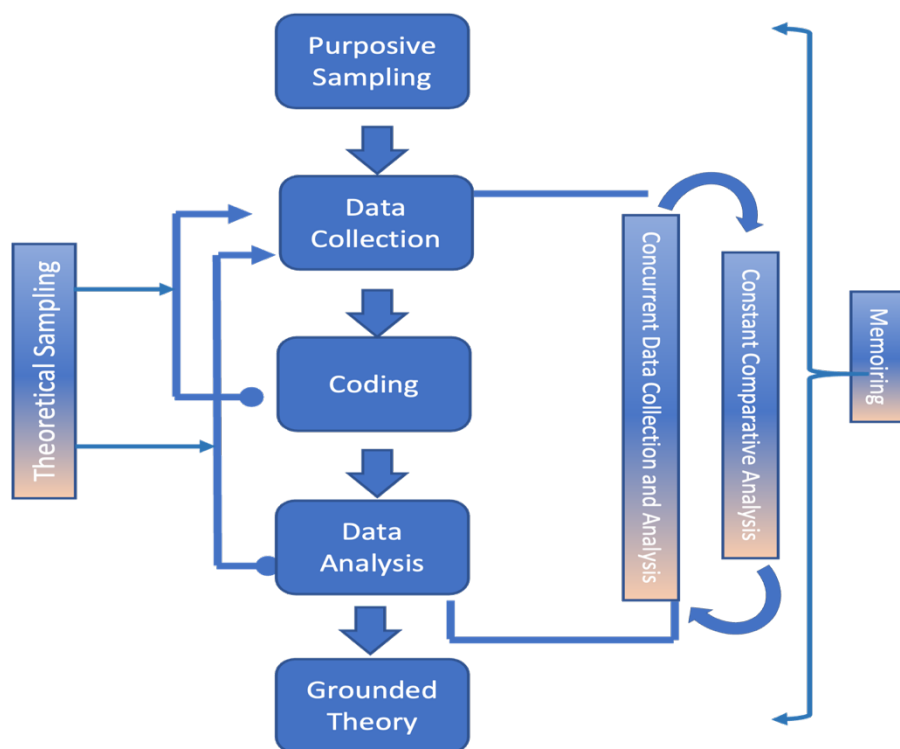 Purposive
Sampling
Data
Collection
Coding
Data
Analysis
Grounded
Theory
Theoretical Sampling
Concurrent Data Collection and Analysis
Constant Comparative Analysis
Memoiring